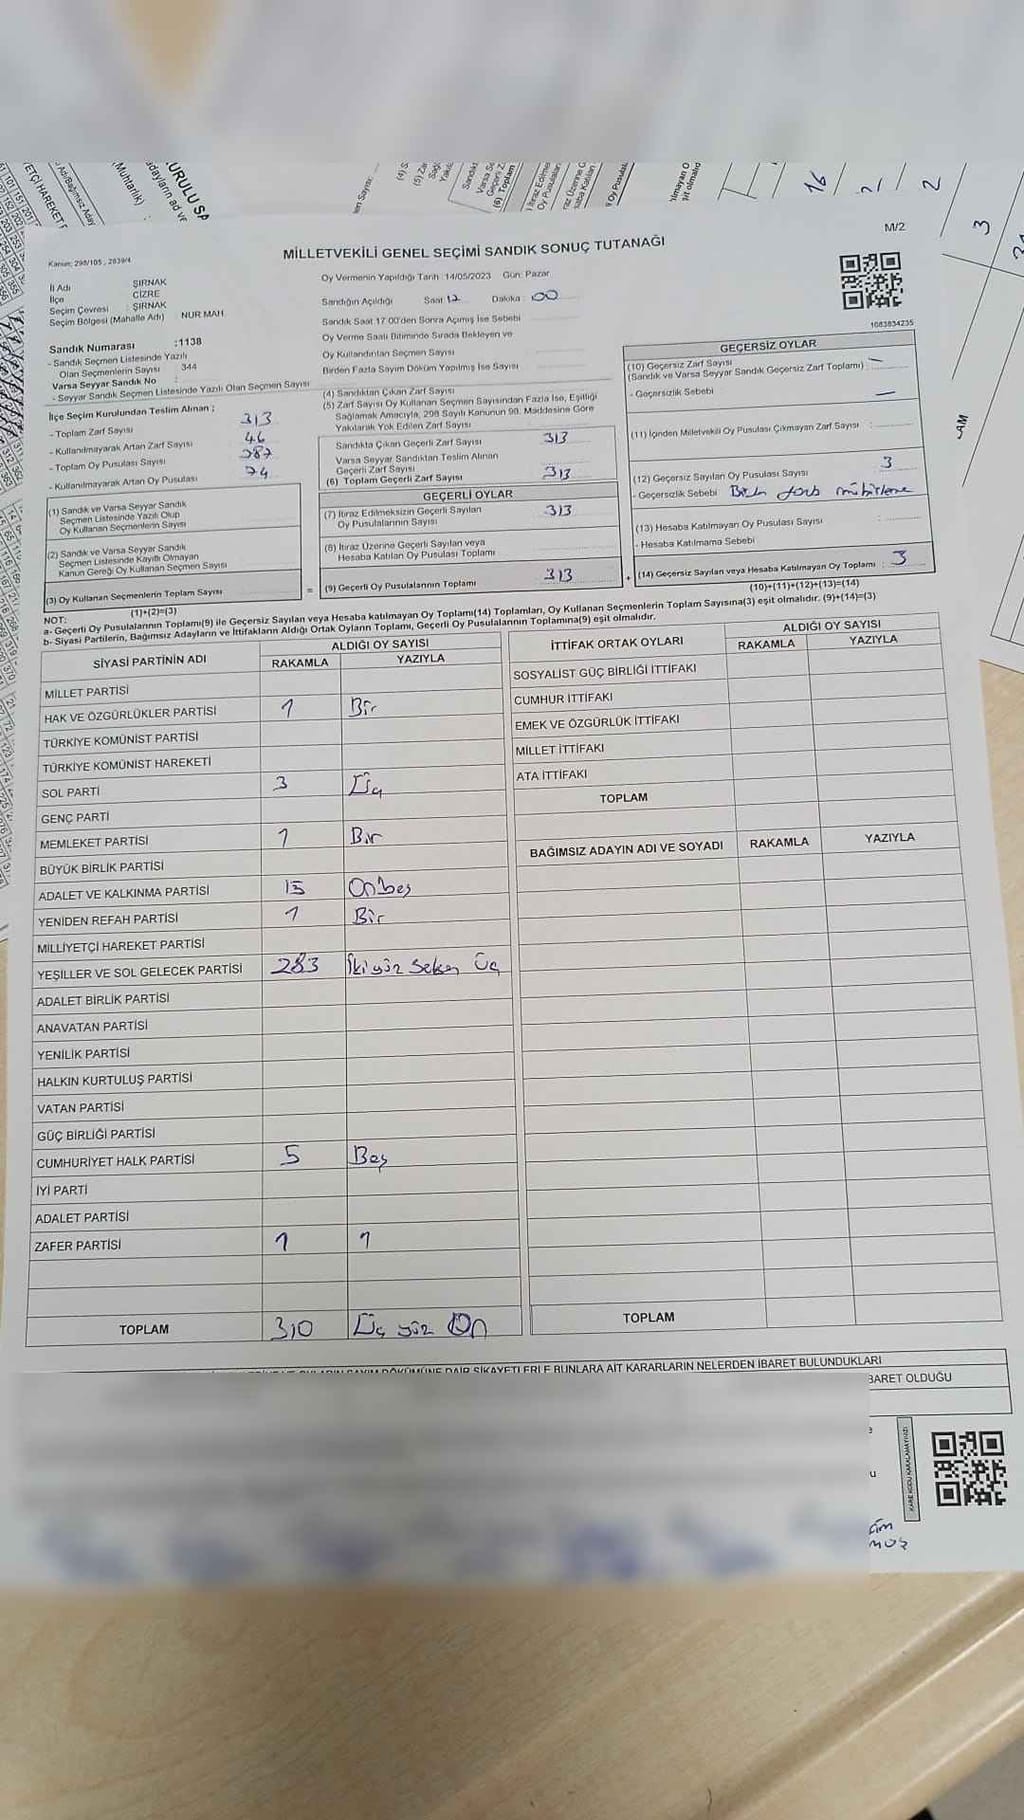 M/2
MİLLETVEKİLİ GENEL SEÇİMİ SANDIK SONUÇ TUTANAĞI
Kanun: 298/105, 2839/4
İl Adı ŞIRNAK
İlçe CİZRE
Seçim Çevresi : ŞIRNAK
Seçim Bölgesi (Mahalle Adı) NUR MAH.
Sandık Numarası :1138
- Sandık Seçmen Listesinde Yazılı
Olan Seçmenlerin Sayısı : 344
Varsa Seyyar Sandık No :
- Seyyar Sandık Seçmen Listesinde Yazılı Olan Seçmen Sayısı
İlçe Seçim Kurulundan Teslim Alınan ;
- Toplam Zarf Sayısı 313
- Kullanılmayarak Artan Zarf Sayısı 46
- Toplam Oy Pusulası Sayısı 387
- Kullanılmayarak Artan Oy Pusulası 74
(1) Sandık ve Varsa Seyyar Sandık
Seçmen Listesinde Yazılı Olup
Oy Kullanan Seçmenlerin Sayısı
(2) Sandık ve Varsa Seyyar Sandık
Seçmen Listesinde Kayıtlı Olmayan
Kanun Gereği Oy Kullanan Seçmen Sayısı
(3) Oy Kullanan Seçmenlerin Toplam Sayısı
(1)+(2)=(3)
Oy Vermenin Yapıldığı Tarih :14/05/2023 Gün: Pazar
Sandığın Açıldığı Saat 17 Dakika : 00
Sandık Saat 17:00'den Sonra Açılmış İse Sebebi
Oy Verme Saati Bitiminde Sırada Bekleyen ve
Oy Kullandırılan Seçmen Sayısı
Birden Fazla Sayım Döküm Yapılmış İse Sayısı
(4) Sandıktan Çıkan Zarf Sayısı
(5) Zarf Sayısı Oy Kullanan Seçmen Sayısından Fazla İse, Eşitliği
Sağlamak Amacıyla, 298 Sayılı Kanunun 98. Maddesine Göre
Yakılarak Yok Edilen Zarf Sayısı
Sandıkta Çıkan Geçerli Zarf Sayısı 313
Varsa Seyyar Sandıktan Teslim Alınan
Geçerli Zarf Sayısı
(6) Toplam Geçerli Zarf Sayısı 313
GEÇERLİ OYLAR
(7) İtiraz Edilmeksizin Geçerli Sayılan
Oy Pusulalarının Sayısı 313
(8) İtiraz Üzerine Geçerli Sayılan veya
Hesaba Katılan Oy Pusulası Toplamı
= (9) Geçerli Oy Pusulalarının Toplamı 313
1083834235
GEÇERSİZ OYLAR
(10) Geçersiz Zarf Sayısı
(Sandık ve Varsa Seyyar Sandık Geçersiz Zarf Toplamı) : —
- Geçersizlik Sebebi —
(11) İçinden Milletvekili Oy Pusulası Çıkmayan Zarf Sayısı :
(12) Geçersiz Sayılan Oy Pusulası Sayısı 3
- Geçersizlik Sebebi
(13) Hesaba Katılmayan Oy Pusulası Sayısı
- Hesaba Katılmama Sebebi
+ (14) Geçersiz Sayılan veya Hesaba Katılmayan Oy Toplamı : 3
(10)+(11)+(12)+(13)=(14)
NOT:
a- Geçerli Oy Pusulalarının Toplamı(9) ile Geçersiz Sayılan veya Hesaba katılmayan Oy Toplamı(14) Toplamları, Oy Kullanan Seçmenlerin Toplam Sayısına(3) eşit olmalıdır. (9)+(14)=(3)
b- Siyasi Partilerin, Bağımsız Adayların ve İttifakların Aldığı Ortak Oyların Toplamı, Geçerli Oy Pusulalarının Toplamına(9) eşit olmalıdır.
SİYASİ PARTİNİN ADI ALDIĞI OY SAYISI
RAKAMLA YAZIYLA
MİLLET PARTİSİ
HAK VE ÖZGÜRLÜKLER PARTİSİ 1 Bir
TÜRKİYE KOMÜNİST PARTİSİ
TÜRKİYE KOMÜNİST HAREKETİ
SOL PARTİ 3 Üç
GENÇ PARTİ
MEMLEKET PARTİSİ 1 Bir
BÜYÜK BİRLİK PARTİSİ
ADALET VE KALKINMA PARTİSİ 15 Onbeş
YENİDEN REFAH PARTİSİ 1 Bir
MİLLİYETÇİ HAREKET PARTİSİ
YEŞİLLER VE SOL GELECEK PARTİSİ 283 İkiyüz Seksen Üç
ADALET BİRLİK PARTİSİ
ANAVATAN PARTİSİ
YENİLİK PARTİSİ
HALKIN KURTULUŞ PARTİSİ
VATAN PARTİSİ
GÜÇ BİRLİĞİ PARTİSİ
CUMHURİYET HALK PARTİSİ 5 Beş
İYİ PARTİ
ADALET PARTİSİ
ZAFER PARTİSİ 1 1
TOPLAM 310 Üç yüz On
İTTİFAK ORTAK OYLARI ALDIĞI OY SAYISI
RAKAMLA YAZIYLA
SOSYALİST GÜÇ BİRLİĞİ İTTİFAKI
CUMHUR İTTİFAKI
EMEK VE ÖZGÜRLÜK İTTİFAKI
MİLLET İTTİFAKI
ATA İTTİFAKI
TOPLAM
BAĞIMSIZ ADAYIN ADI VE SOYADI RAKAMLA YAZIYLA
TOPLAM
DÖKÜMÜNE DAİR ŞİKAYETLERLE BUNLARA AİT KARARLARIN NELERDEN İBARET BULUNDUKLARI
BARET OLDUĞU